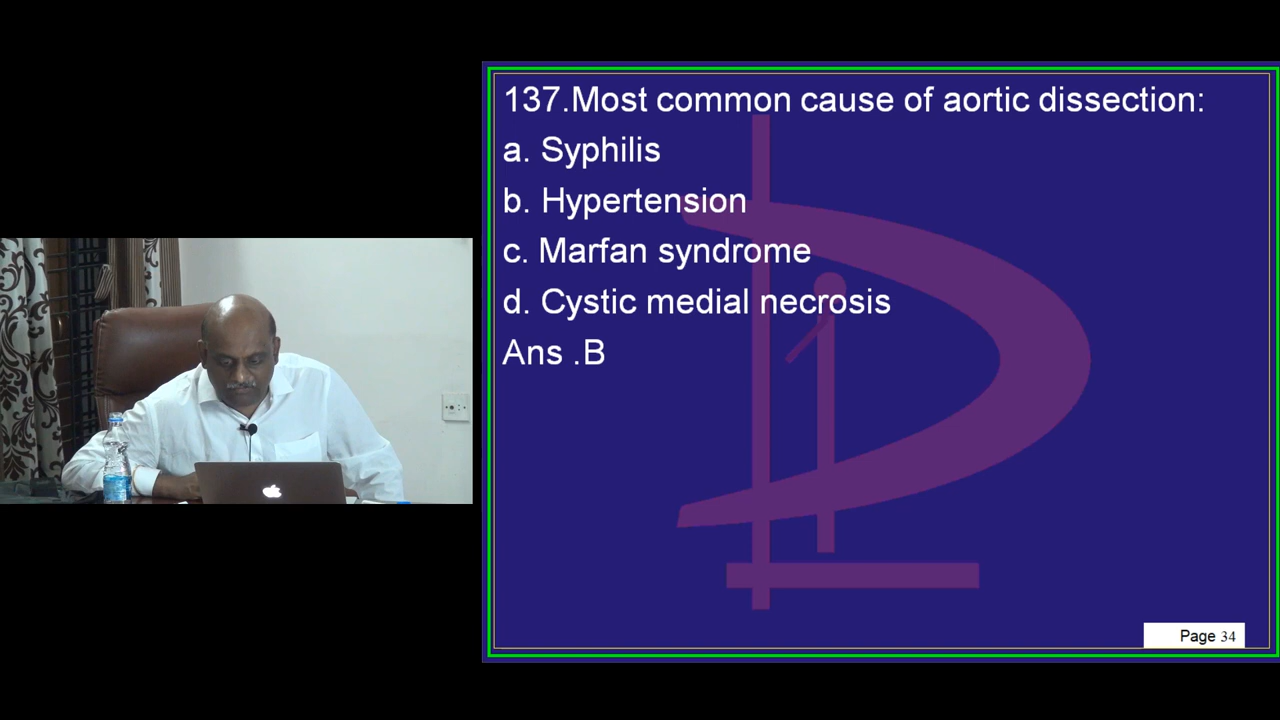 137.Most common cause of aortic dissection:
a. Syphilis
b. Hypertension
c. Marfan syndrome
d. Cystic medial necrosis
Ans .B
Page 34